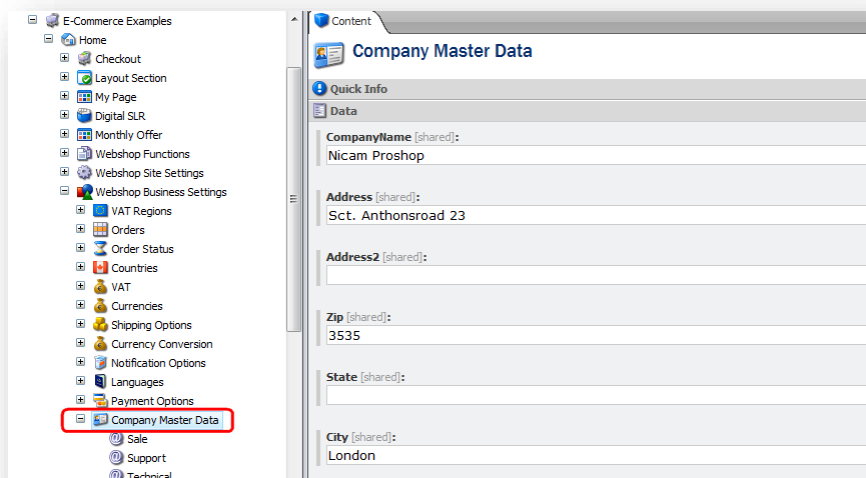 E-Commerce Examples
Home
Checkout
Layout Section
My Page
Digital SLR
Monthly Offer
Webshop Functions
Webshop Site Settings
Webshop Business Settings
VAT Regions
Orders
Order Status
Countries
VAT
Currencies
Shipping Options
Currency Conversion
Notification Options
Languages
Payment Options
Company Master Data
Sale
Support
Technical
Content
Company Master Data
Quick Info
Data
CompanyName [shared]:
Nicam Proshop
Address [shared]:
Sct. Anthonsroad 23
Address2 [shared]:
Zip [shared]:
3535
State [shared]:
City [shared]:
London